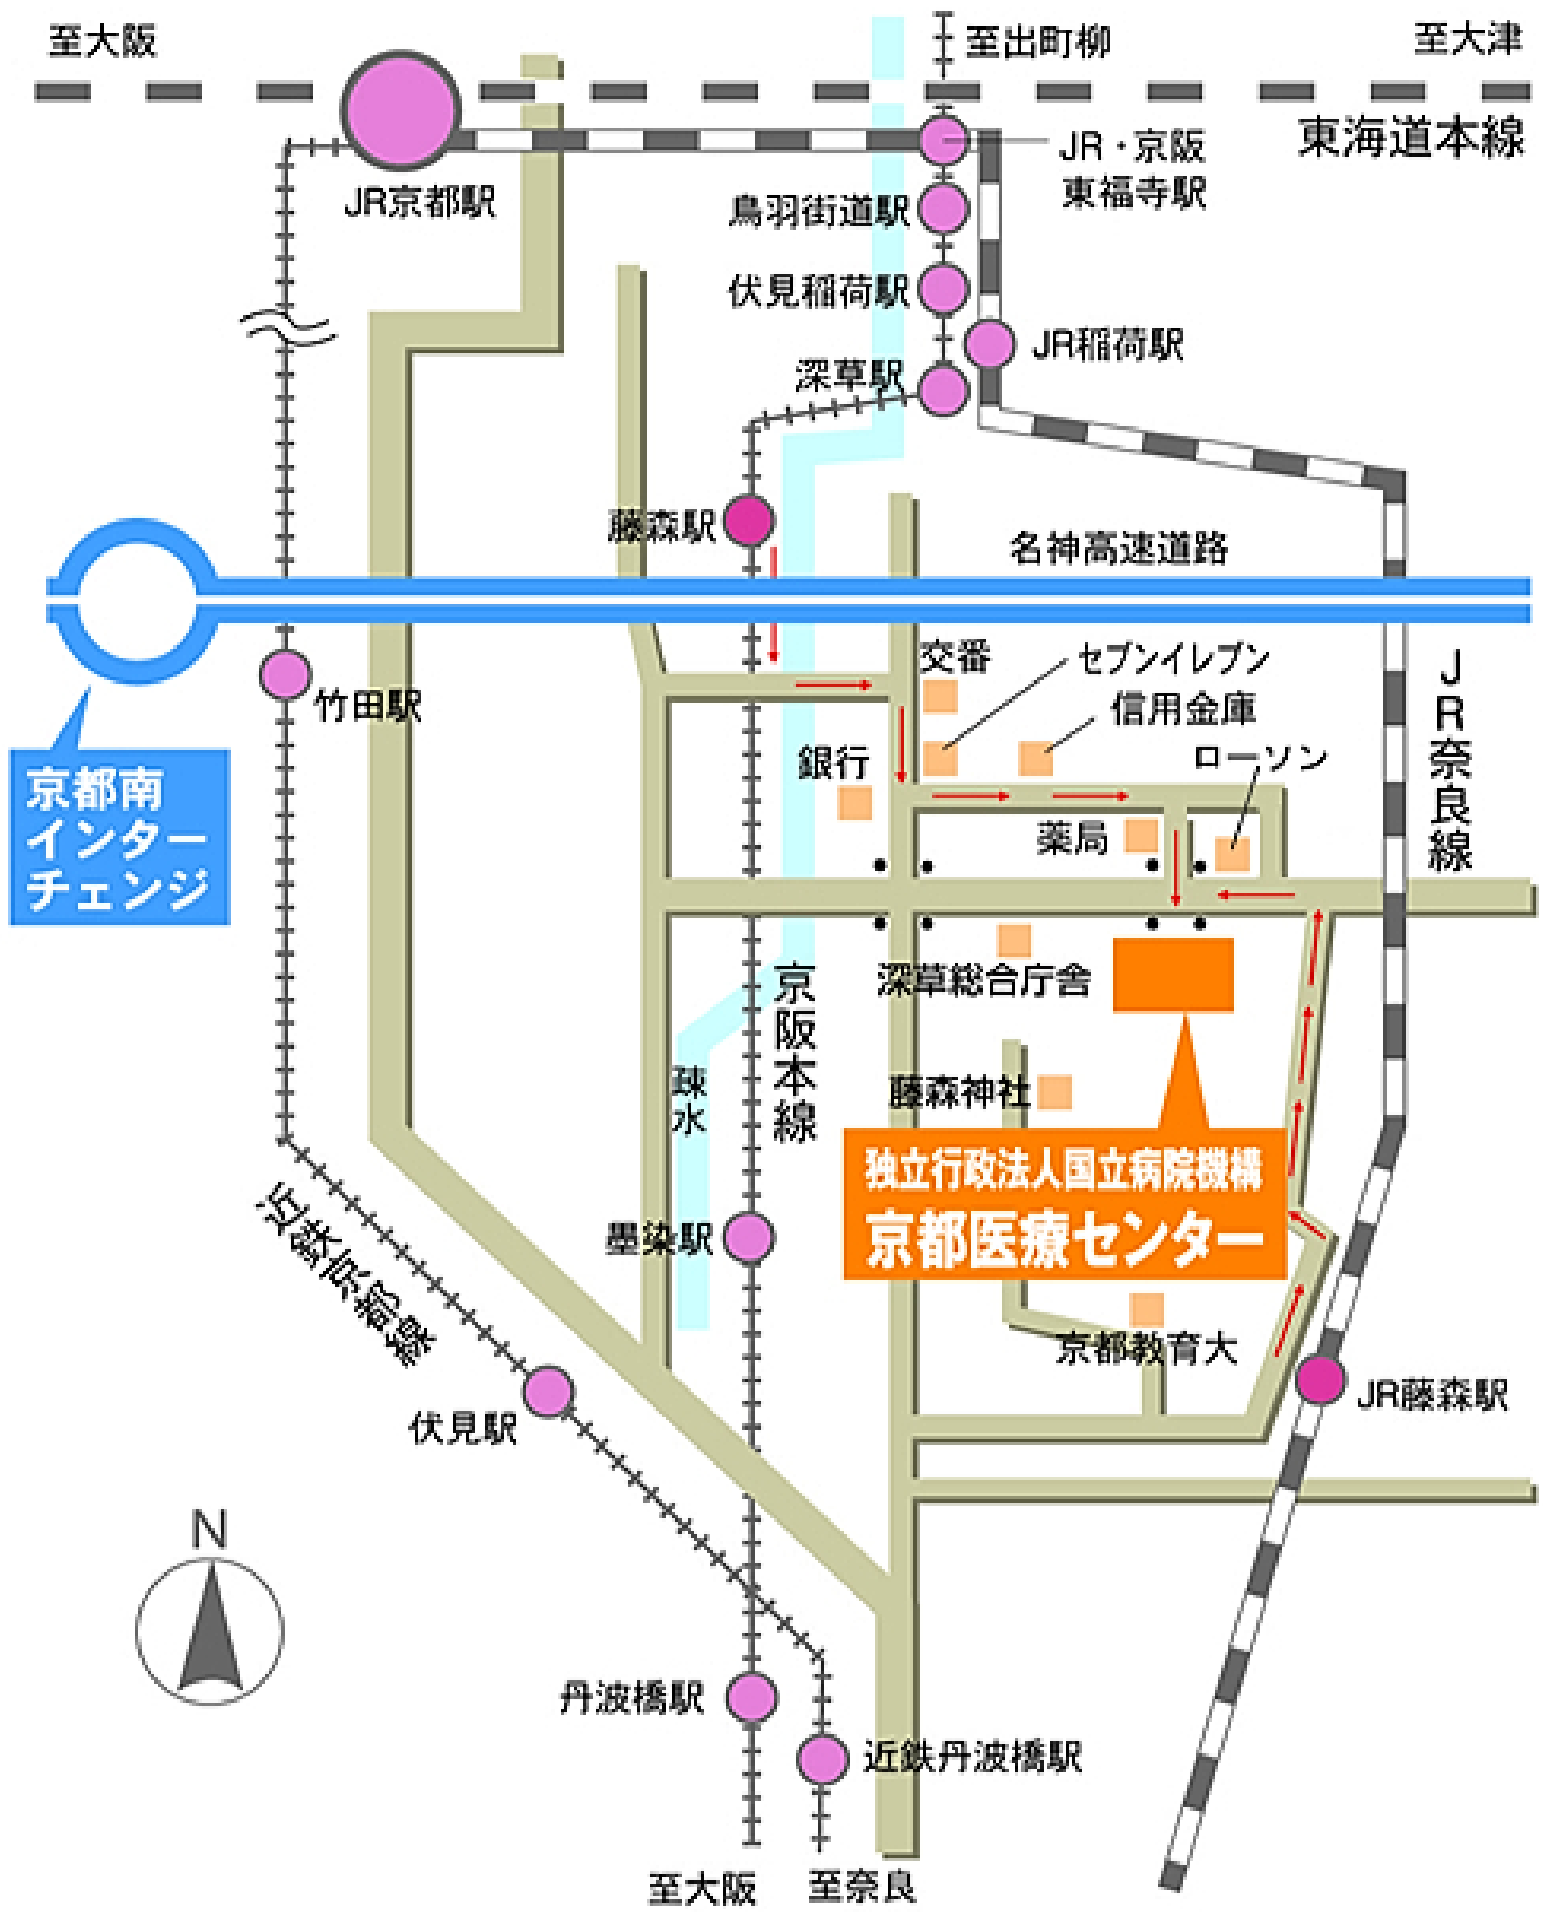 至大阪
至出町柳
至大津
東海道本線
JR・京阪
東福寺駅
JR京都駅
鳥羽街道駅
伏見稲荷駅
JR稲荷駅
深草駅
藤森駅
名神高速道路
交番
セブンイレブン
信用金庫
竹田駅
銀行
ローソン
JR奈良線
京都南
インター
チェンジ
薬局
深草総合庁舎
京阪本線
疎水
藤森神社
独立行政法人国立病院機構
京都医療センター
墨染駅
近鉄京都線
京都教育大
JR藤森駅
伏見駅
N
丹波橋駅
近鉄丹波橋駅
至大阪
至奈良